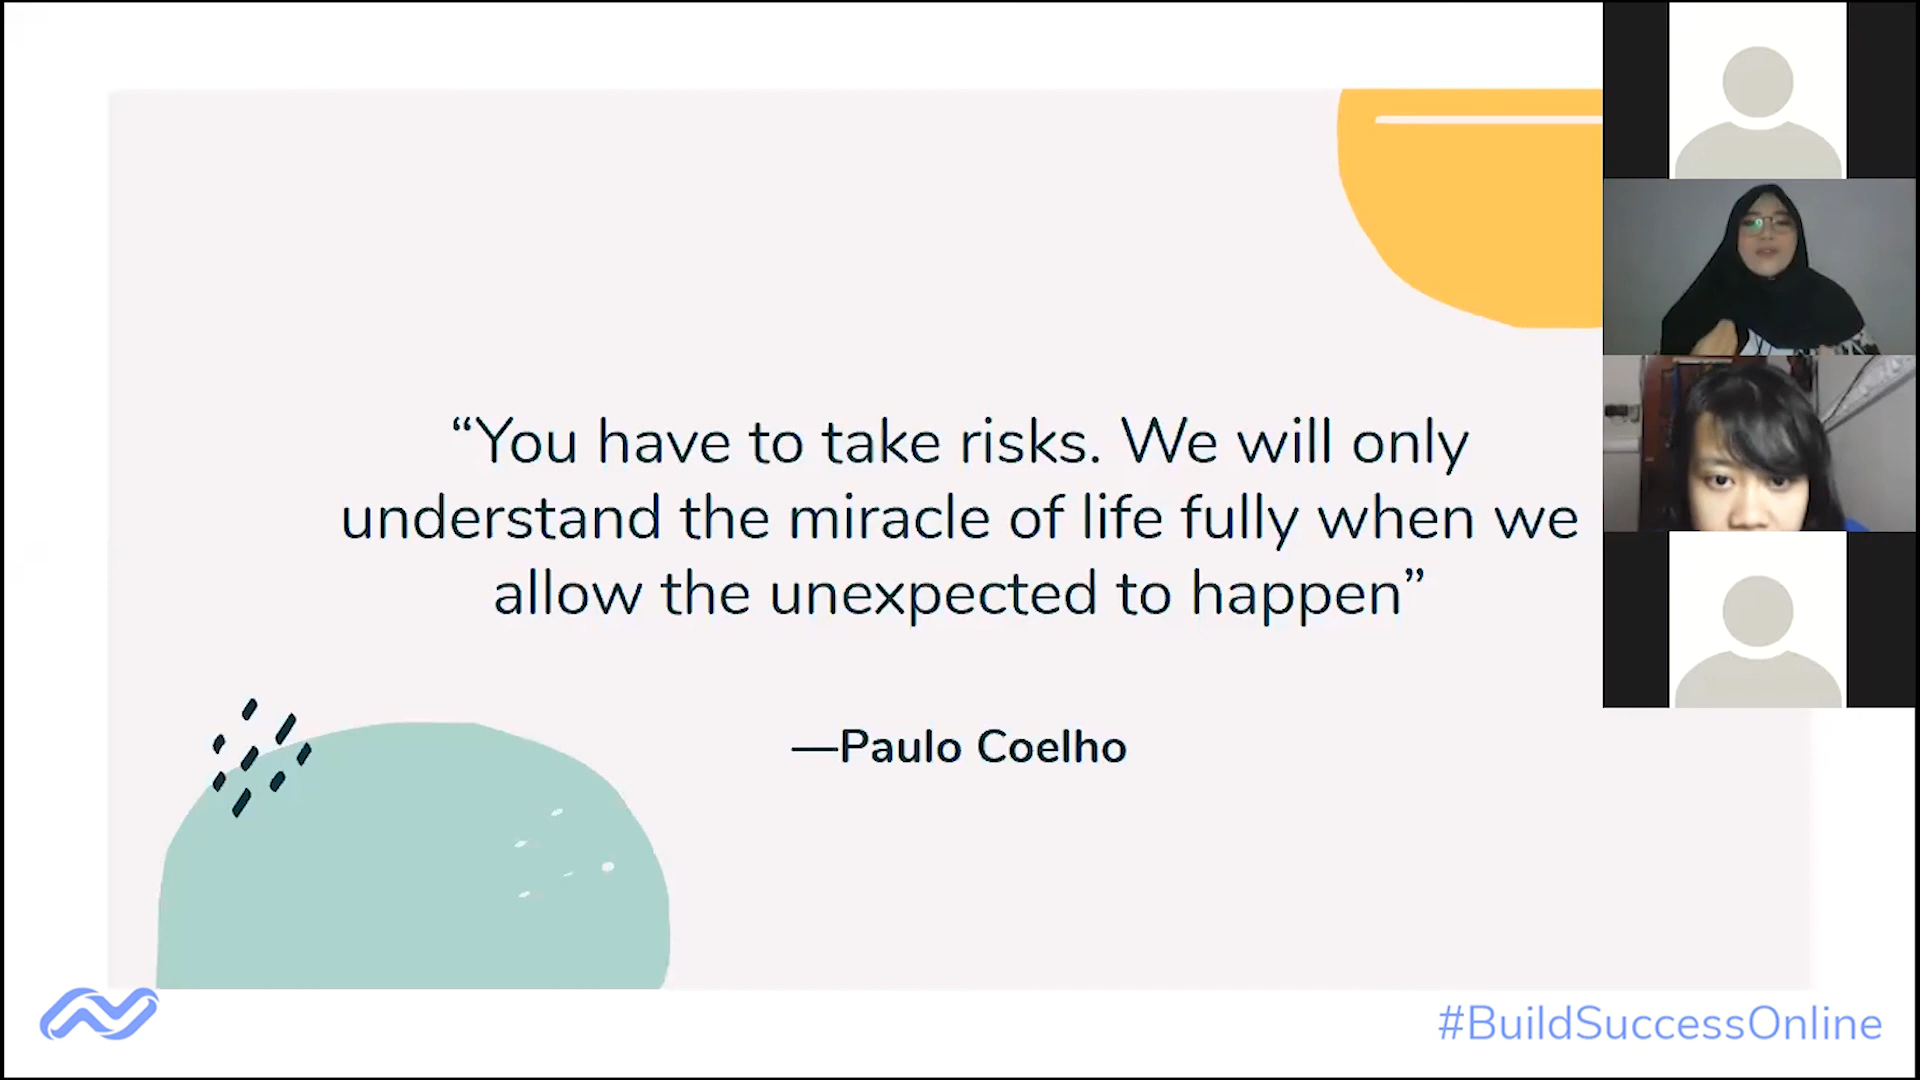 “You have to take risks. We will only
understand the miracle of life fully when we
allow the unexpected to happen”
—Paulo Coelho
#BuildSuccessOnline